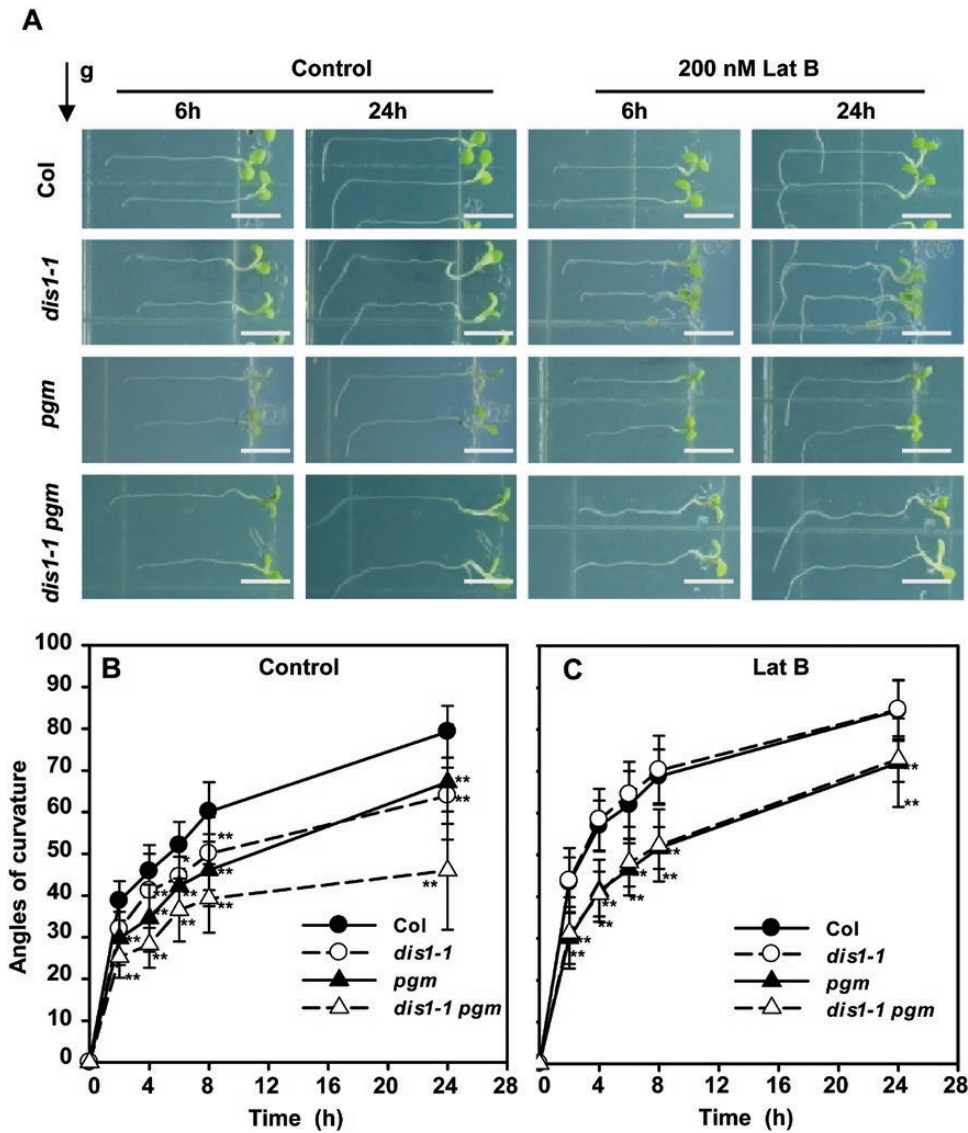 A
g
Control
200 nM Lat B
6h
24h
6h
24h
Col
dis1-1
pgm
dis1-1 pgm
B
Control
Angles of curvature
100
90
80
70
60
50
40
30
20
10
0
**
**
**
**
**
**
**
*
**
**
**
**
**
**
Col
dis1-1
pgm
dis1-1 pgm
0 4 8 12 16 20 24 28
Time (h)
C
Lat B
**
**
**
**
**
**
**
**
**
**
Col
dis1-1
pgm
dis1-1 pgm
0 4 8 12 16 20 24 28
Time (h)